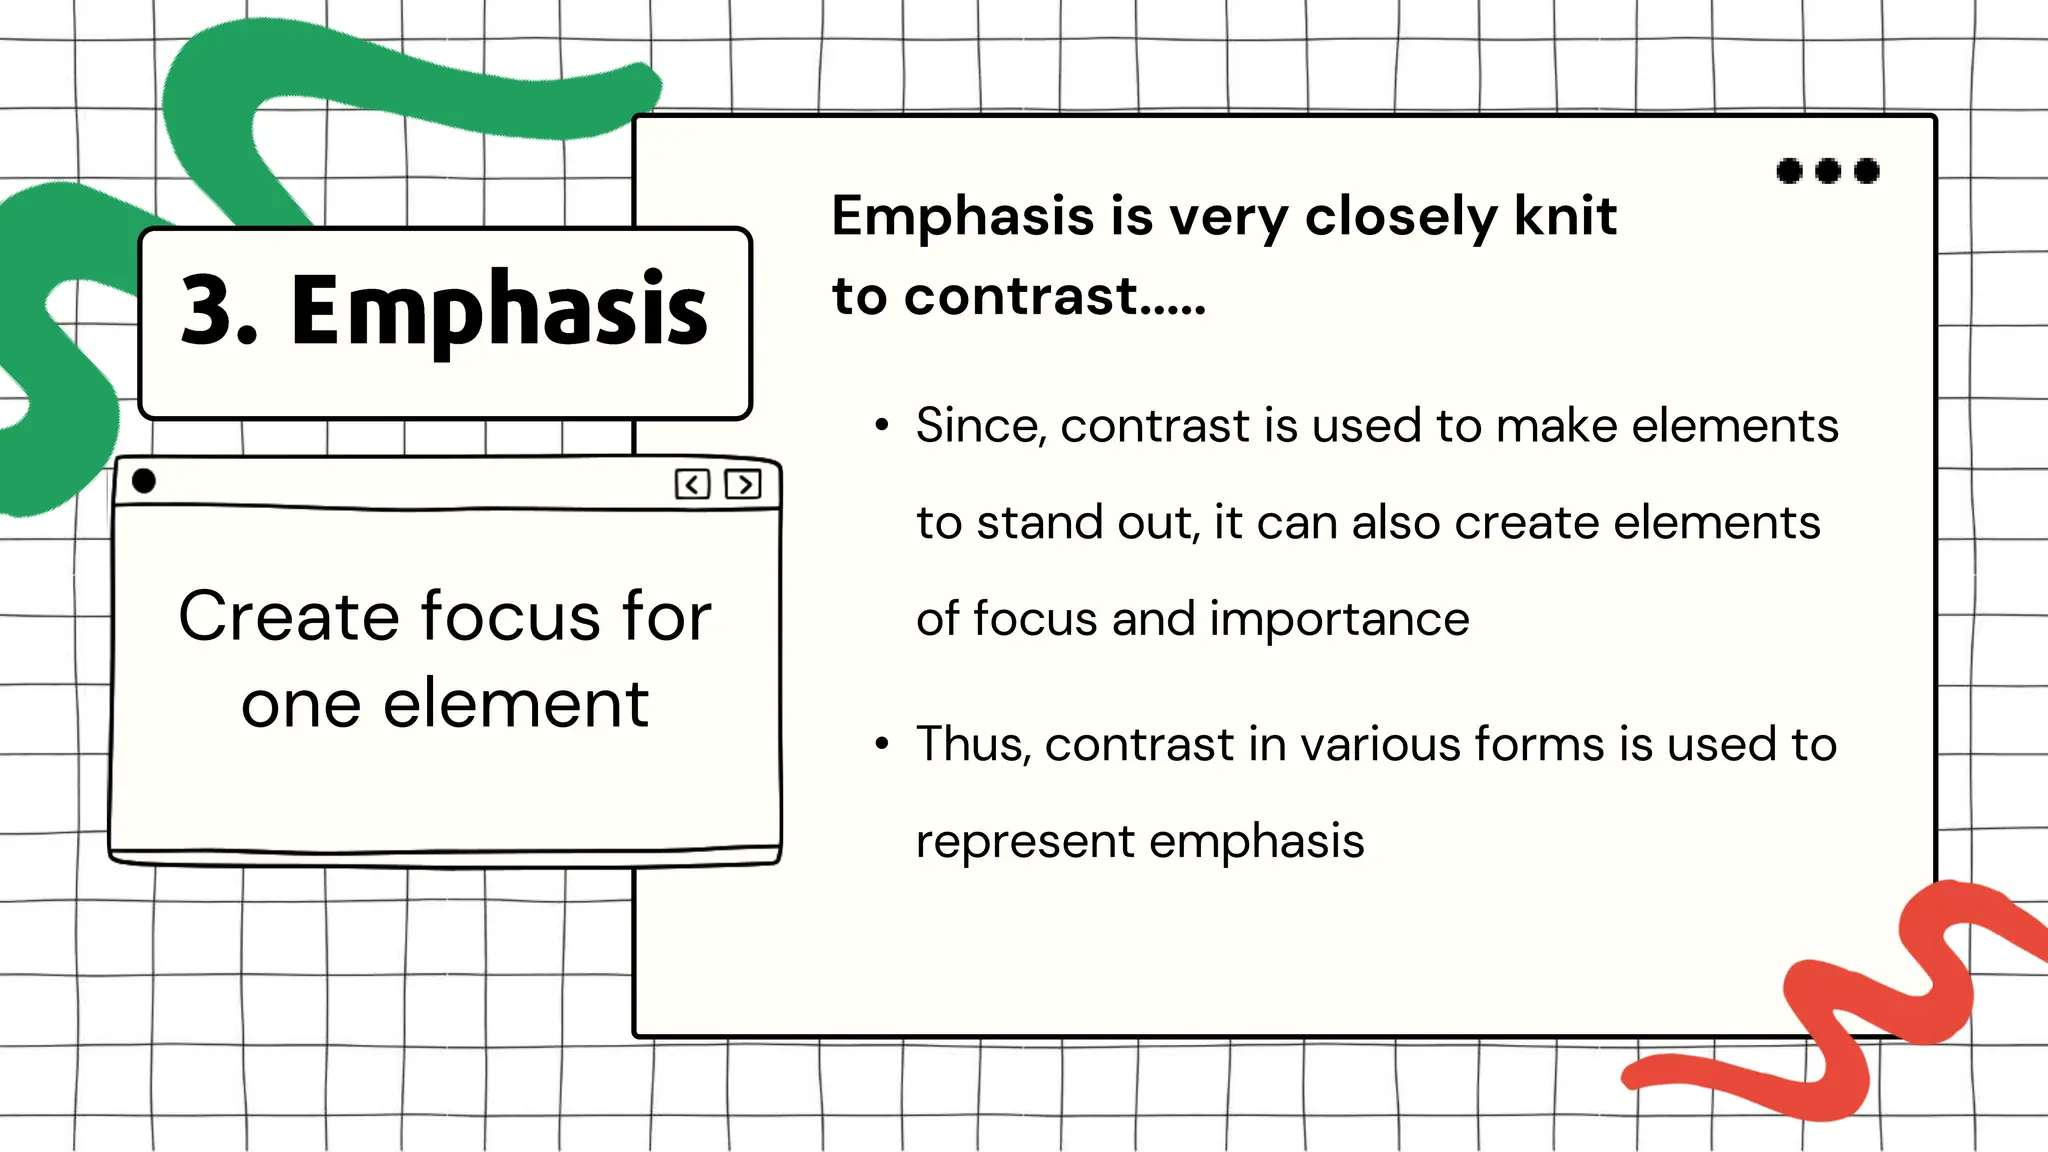 3. Emphasis
Create focus for
one element
Emphasis is very closely knit
to contrast.....
• Since, contrast is used to make elements
to stand out, it can also create elements
of focus and importance
• Thus, contrast in various forms is used to
represent emphasis